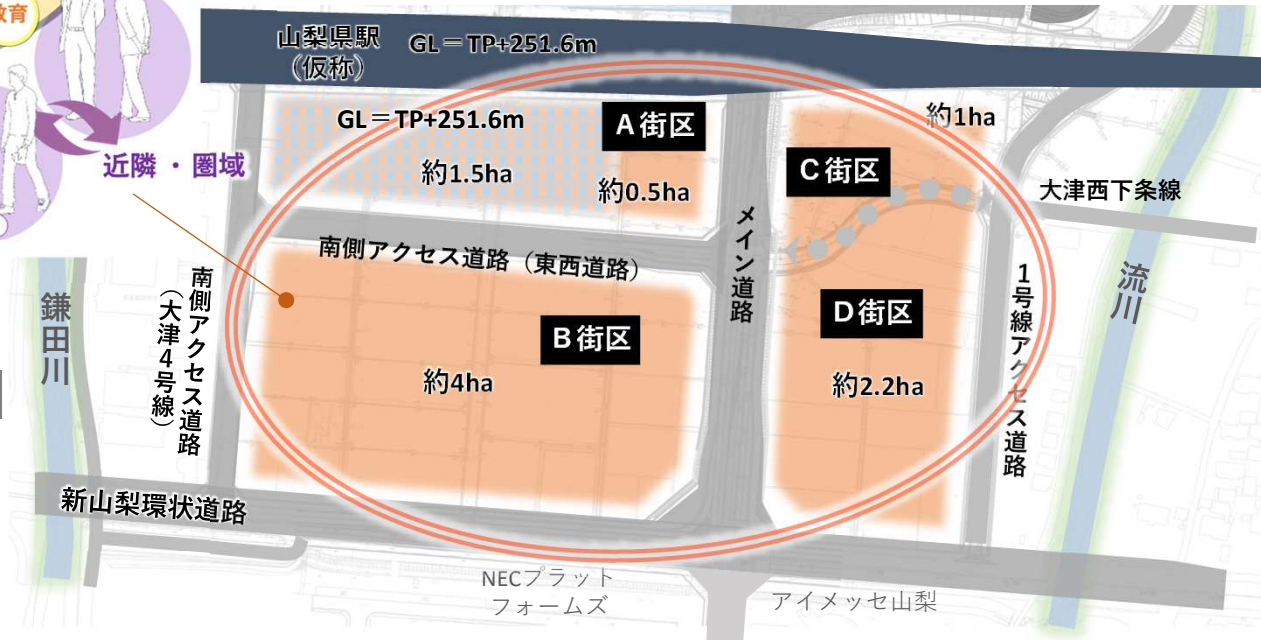 教育
山梨県駅
(仮称)
GL=TP+251.6m
GL=TP+251.6m
約1.5ha
A街区
約0.5ha
約1ha
C街区
近隣・圏域
大津西下条線
南側アクセス道路(東西道路)
メイン道路
南側アクセス道路
(大津4号線)
鎌田川
B街区
約4ha
D街区
約2.2ha
1号線アクセス道路
流川
新山梨環状道路
NECプラット
フォームズ
アイメッセ山梨